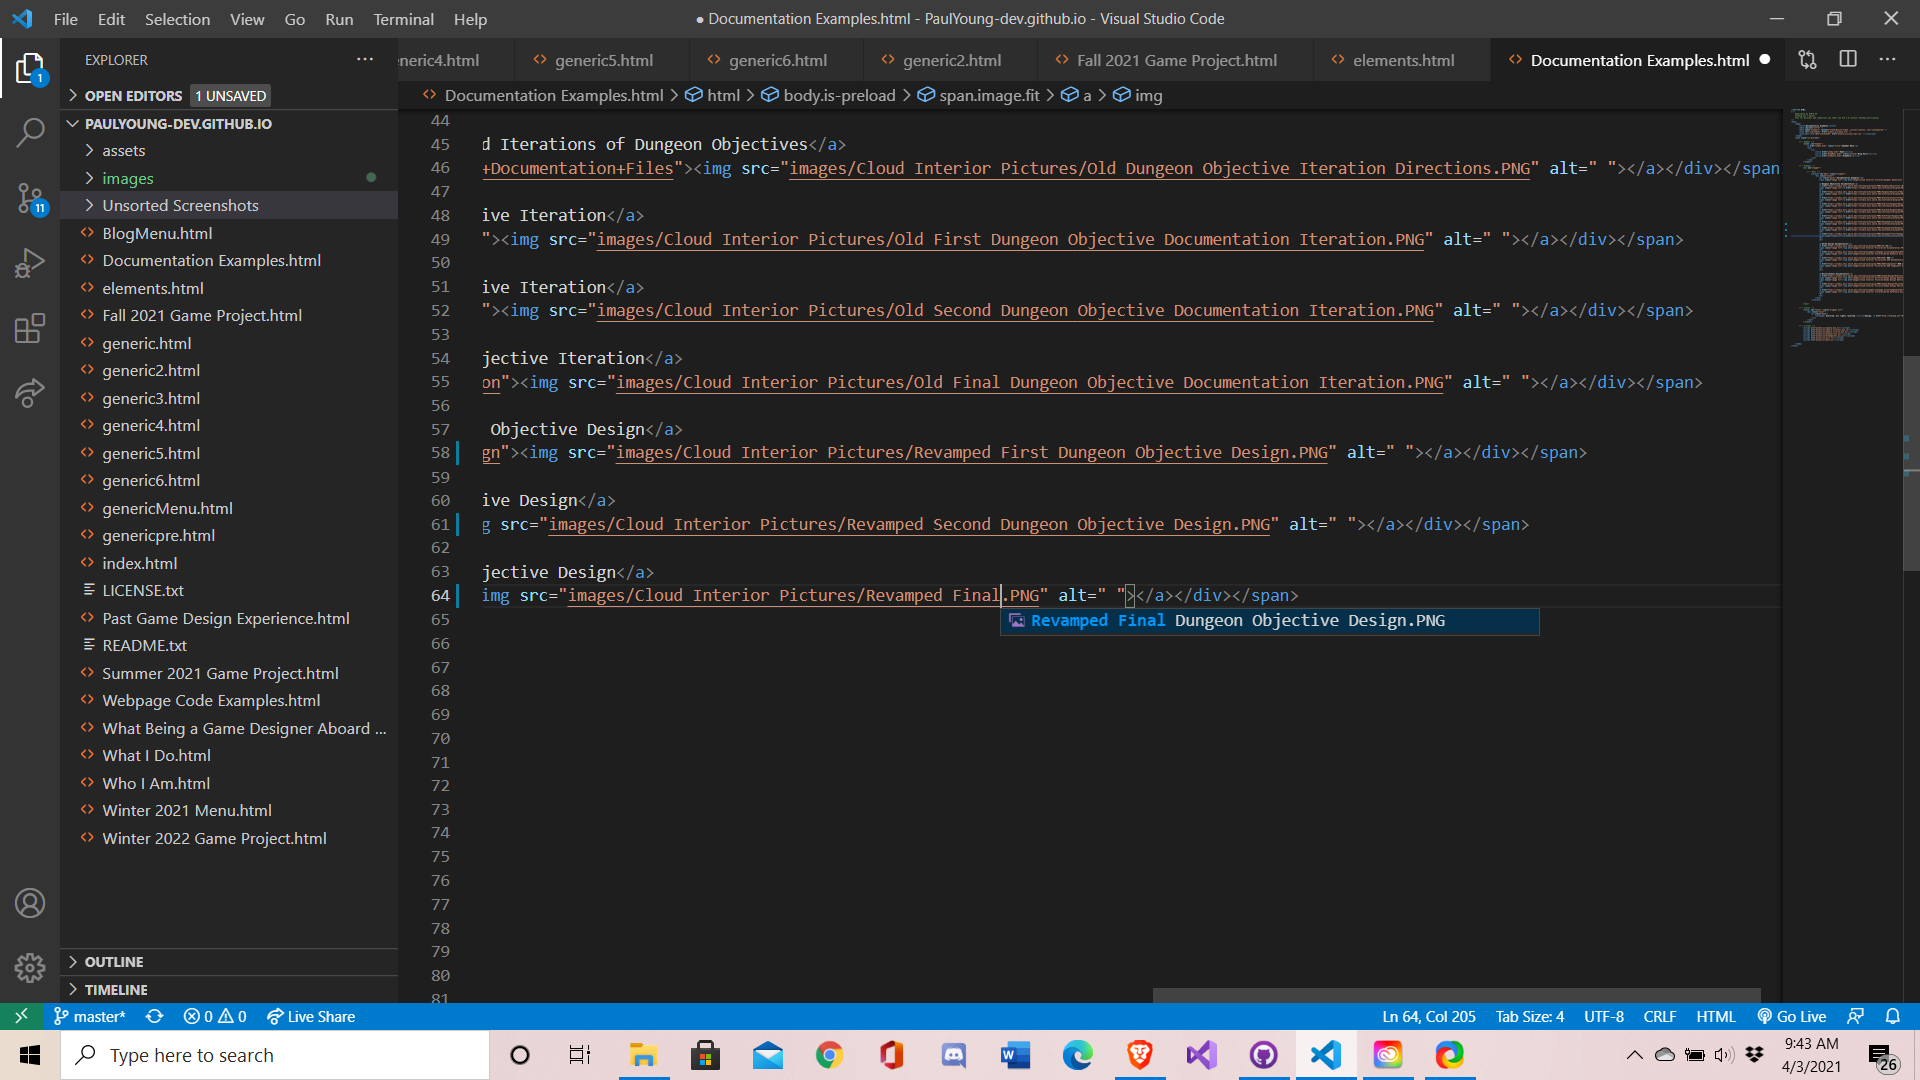 File Edit Selection View Go Run Terminal Help
● Documentation Examples.html - PaulYoung-dev.github.io - Visual Studio Code
EXPLORER
OPEN EDITORS 1 UNSAVED
PAULYOUNG-DEV.GITHUB.IO
assets
images
Unsorted Screenshots
BlogMenu.html
Documentation Examples.html
elements.html
Fall 2021 Game Project.html
generic.html
generic2.html
generic3.html
generic4.html
generic5.html
generic6.html
genericMenu.html
genericpre.html
index.html
LICENSE.txt
Past Game Design Experience.html
README.txt
Summer 2021 Game Project.html
Webpage Code Examples.html
What Being a Game Designer Aboard ...
What I Do.html
Who I Am.html
Winter 2021 Menu.html
Winter 2022 Game Project.html
OUTLINE
TIMELINE
1
11
neric4.html generic5.html generic6.html generic2.html Fall 2021 Game Project.html elements.html Documentation Examples.html
Documentation Examples.html > html > body.is-preload > span.image.fit > a > img
44
45 d Iterations of Dungeon Objectives</a>
46 +Documentation+Files"><img src="images/Cloud Interior Pictures/Old Dungeon Objective Iteration Directions.PNG" alt=" "></a></div></span
47
48 ive Iteration</a>
49 "><img src="images/Cloud Interior Pictures/Old First Dungeon Objective Documentation Iteration.PNG" alt=" "></a></div></span>
50
51 ive Iteration</a>
52 "><img src="images/Cloud Interior Pictures/Old Second Dungeon Objective Documentation Iteration.PNG" alt=" "></a></div></span>
53
54 jective Iteration</a>
55 on"><img src="images/Cloud Interior Pictures/Old Final Dungeon Objective Documentation Iteration.PNG" alt=" "></a></div></span>
56
57 Objective Design</a>
58 gn"><img src="images/Cloud Interior Pictures/Revamped First Dungeon Objective Design.PNG" alt=" "></a></div></span>
59
60 ive Design</a>
61 g src="images/Cloud Interior Pictures/Revamped Second Dungeon Objective Design.PNG" alt=" "></a></div></span>
62
63 jective Design</a>
64 img src="images/Cloud Interior Pictures/Revamped Final.PNG" alt=" "></a></div></span>
65 Revamped Final Dungeon Objective Design.PNG
66
67
68
69
70
71
72
73
74
75
76
77
78
79
80
81
master* 0 0 Live Share Ln 64, Col 205 Tab Size: 4 UTF-8 CRLF HTML Go Live
Type here to search
9:43 AM
4/3/2021
26